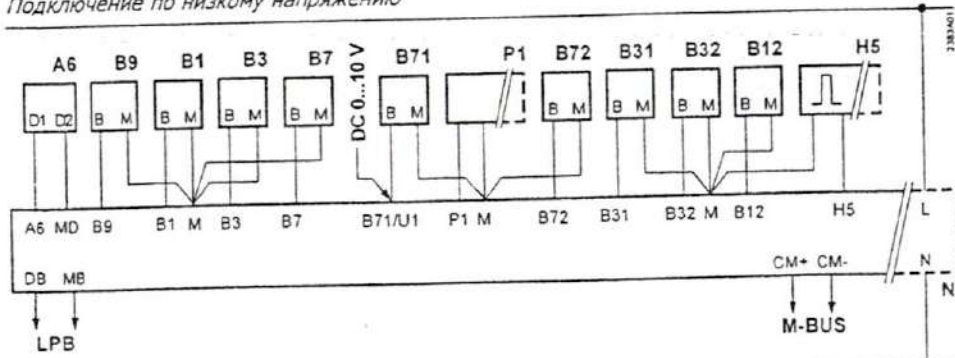 Подключение по низкому напряжению
A6 B9 B1 B3 B7 DC 0...10 V B71 P1 B72 B31 B32 B12 H5
D1 D2 B M B M B M B M B M B M B M B M B M
A6 MD B9 B1 M B3 B7 B71/U1 P1 M B72 B31 B32 M B12 H5 L
DB MB CM+ CM- N
N
LPB M-BUS